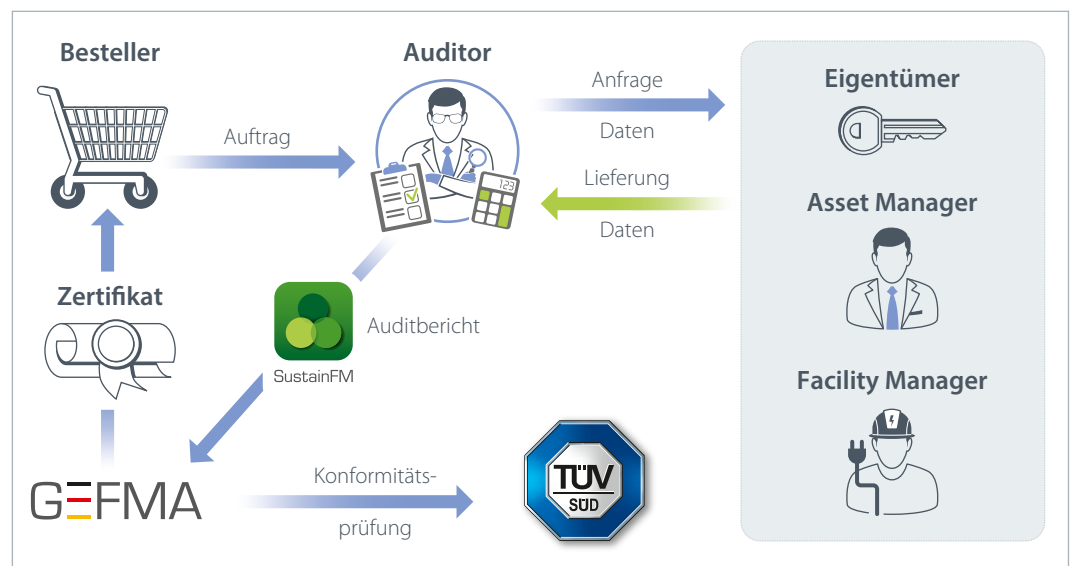 Besteller
Auditor
Auftrag
Anfrage
Daten
Lieferung
Daten
Eigentümer
Asset Manager
Facility Manager
123
Zertifikat
SustainFM
Auditbericht
GEFMA
Konformitäts-
prüfung
TÜV
SÜD